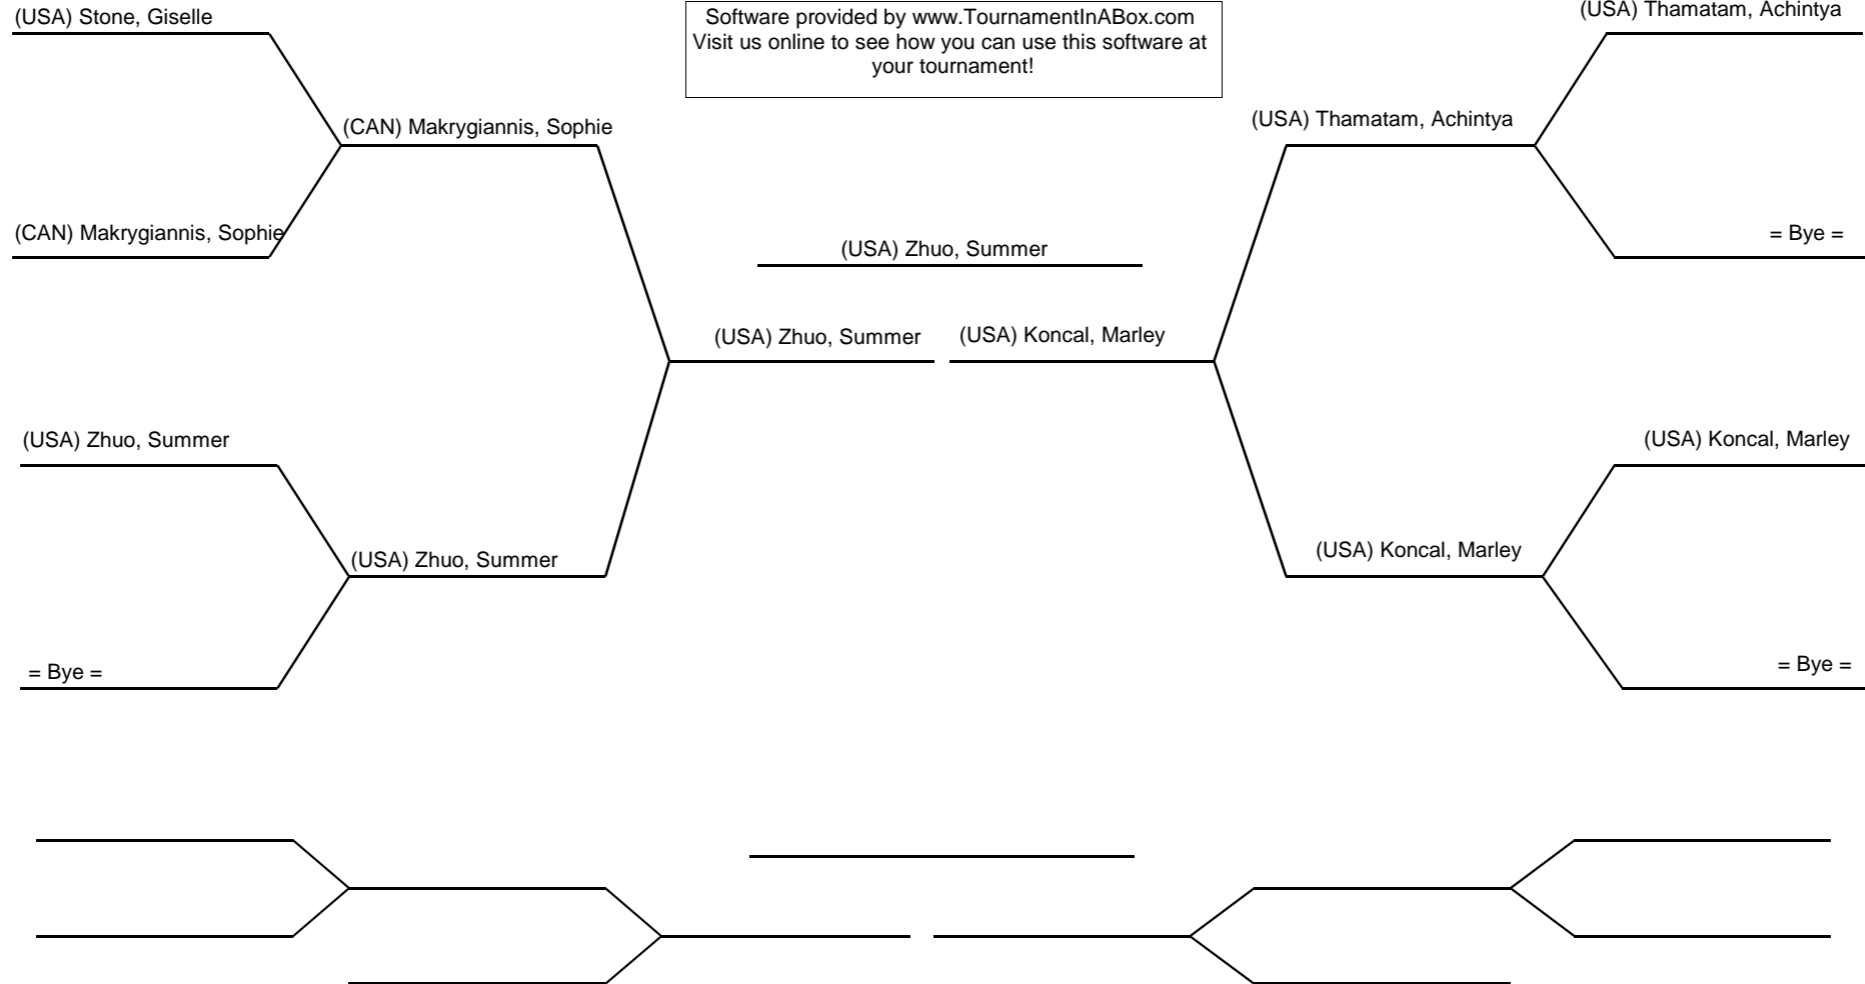 (USA) Stone, Giselle
Software provided by www.TournamentInABox.com
Visit us online to see how you can use this software at
your tournament!
(USA) Thamatam, Achintya
(CAN) Makrygiannis, Sophie
(USA) Thamatam, Achintya
(CAN) Makrygiannis, Sophie
(USA) Zhuo, Summer
= Bye =
(USA) Zhuo, Summer
(USA) Koncal, Marley
(USA) Zhuo, Summer
(USA) Koncal, Marley
(USA) Zhuo, Summer
(USA) Koncal, Marley
= Bye =
= Bye =